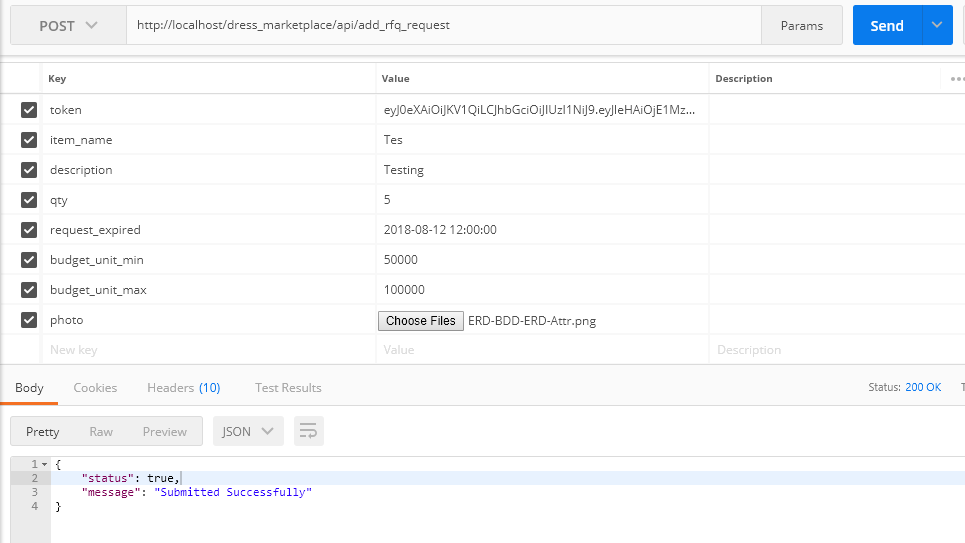 POST http://localhost/dress_marketplace/api/add_rfq_request Params Send
Key Value Description
token eyJ0eXAiOiJKV1QiLCJhbGciOiJIUzI1NiJ9.eyJleHAiOjE1Mz...
item_name Tes
description Testing
qty 5
request_expired 2018-08-12 12:00:00
budget_unit_min 50000
budget_unit_max 100000
photo Choose Files ERD-BDD-ERD-Attr.png
New key Value Description
Body Cookies Headers (10) Test Results Status: 200 OK T
Pretty Raw Preview JSON
1 {
2 "status": true,
3 "message": "Submitted Successfully"
4 }